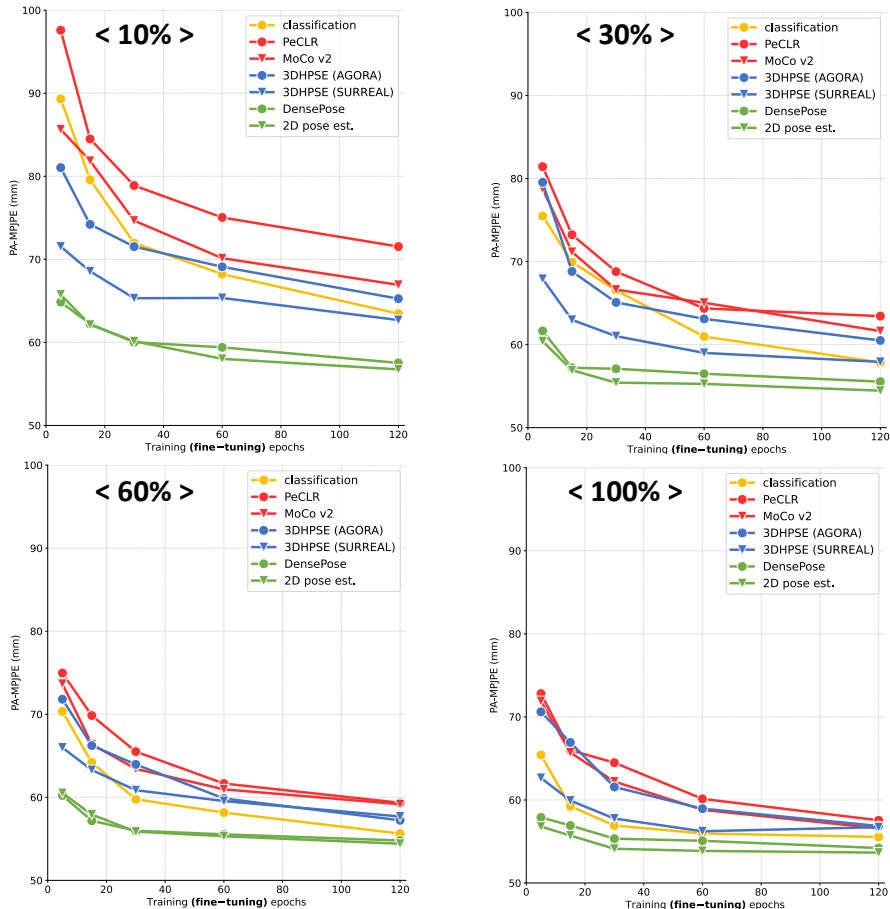 < 10% >
classification
PeCLR
MoCo v2
3DHPSE (AGORA)
3DHPSE (SURREAL)
DensePose
2D pose est.
PA-MPJPE (mm)
100
90
80
70
60
50
0 20 40 60 80 100 120
Training (fine−tuning) epochs
< 30% >
classification
PeCLR
MoCo v2
3DHPSE (AGORA)
3DHPSE (SURREAL)
DensePose
2D pose est.
PA-MPJPE (mm)
100
90
80
70
60
50
0 20 40 60 80 100 120
Training (fine−tuning) epochs
< 60% >
classification
PeCLR
MoCo v2
3DHPSE (AGORA)
3DHPSE (SURREAL)
DensePose
2D pose est.
PA-MPJPE (mm)
100
90
80
70
60
50
0 20 40 60 80 100 120
Training (fine−tuning) epochs
< 100% >
classification
PeCLR
MoCo v2
3DHPSE (AGORA)
3DHPSE (SURREAL)
DensePose
2D pose est.
PA-MPJPE (mm)
100
90
80
70
60
50
0 20 40 60 80 100 120
Training (fine−tuning) epochs